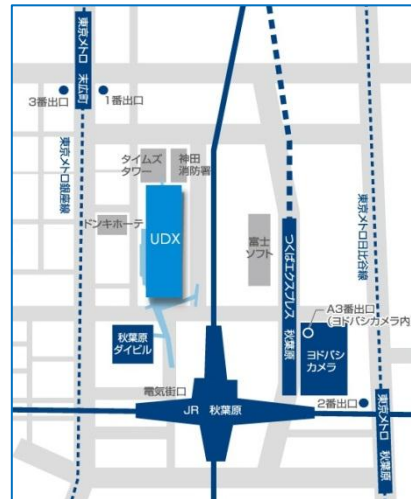 東京メトロ 末広町
3番出口
1番出口
東京メトロ銀座線
タイムズ
タワー
神田
消防署
ドンキホーテ
UDX
富士
ソフト
つくばエクスプレス 秋葉原
東京メトロ日比谷線
A3番出口
(ヨドバシカメラ内)
ヨドバシ
カメラ
秋葉原
ダイビル
電気街口
JR 秋葉原
2番出口
東京メトロ 秋葉原